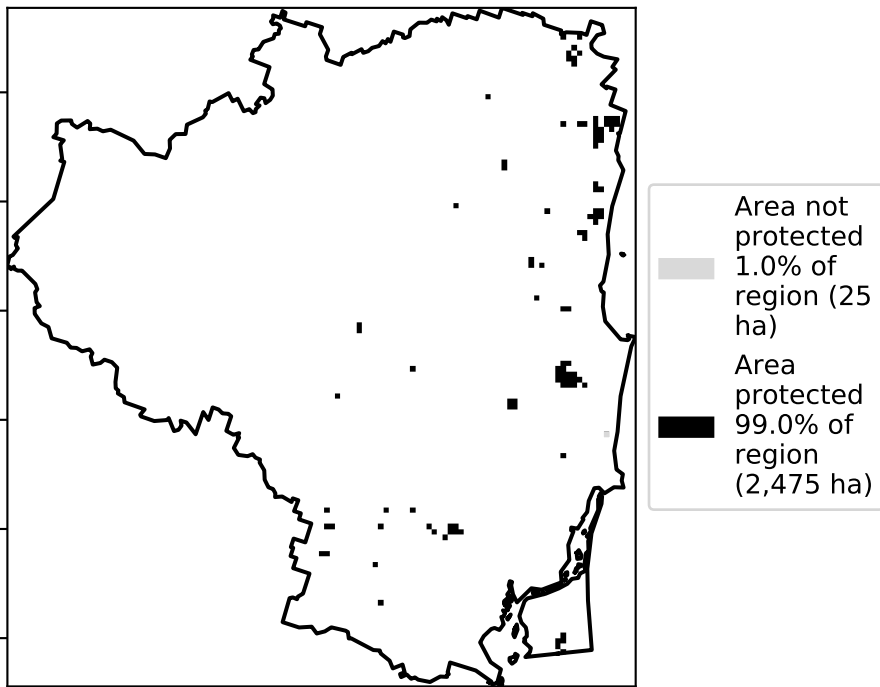 Area not
protected
1.0% of
region (25
ha)
Area
protected
99.0% of
region
(2,475 ha)